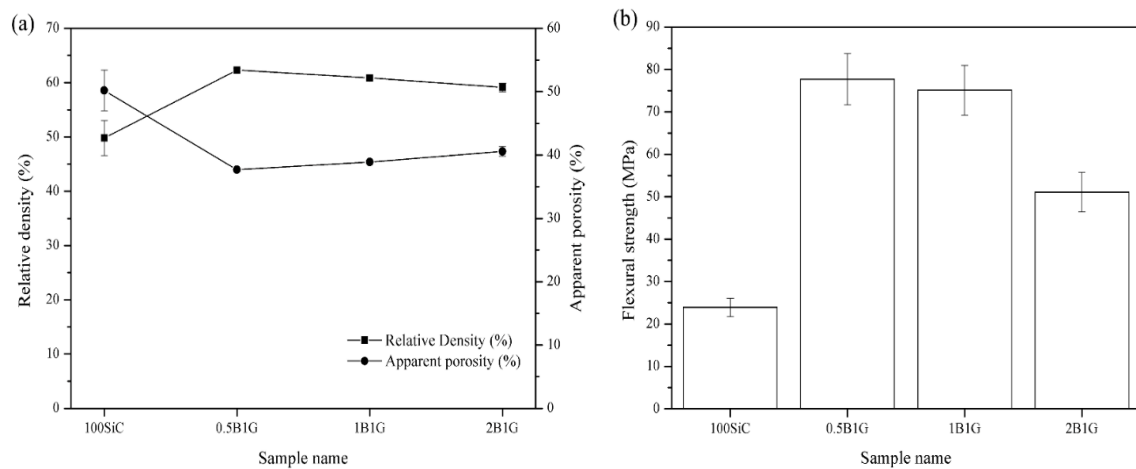 (a)
70
60
50
40
30
20
10
0
Relative density (%)
60
50
40
30
20
10
0
Apparent porosity (%)
Relative Density (%)
Apparent porosity (%)
100SiC 0.5B1G 1B1G 2B1G
Sample name
(b)
90
80
70
60
50
40
30
20
10
0
Flexural strength (MPa)
100SiC 0.5B1G 1B1G 2B1G
Sample name